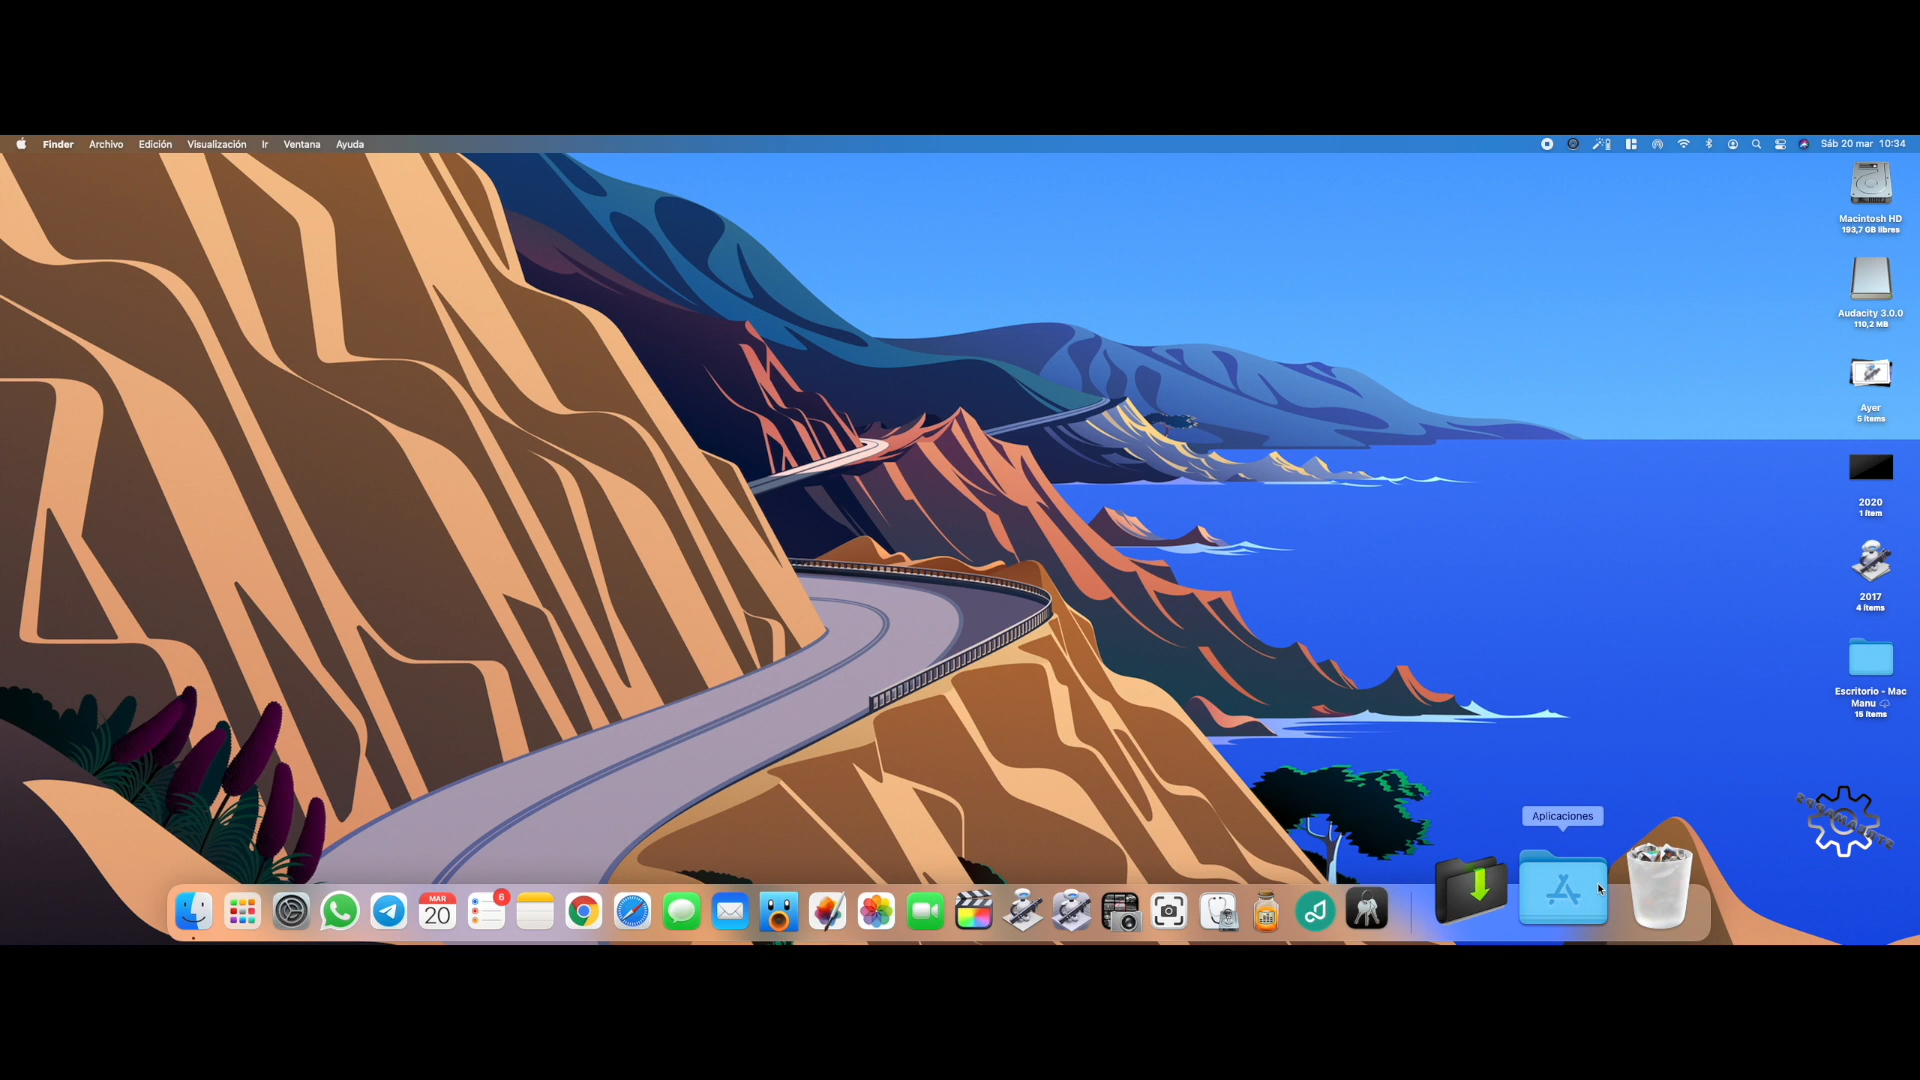 Finder Archivo Edición Visualización Ir Ventana Ayuda
Sáb 20 mar 10:34
Macintosh HD
193,7 GB libres
Audacity 3.0.0
110,2 MB
Ayer
5 ítems
2020
1 ítem
2017
4 ítems
Escritorio - Mac
Manu
15 ítems
Aplicaciones
MAR
20
6